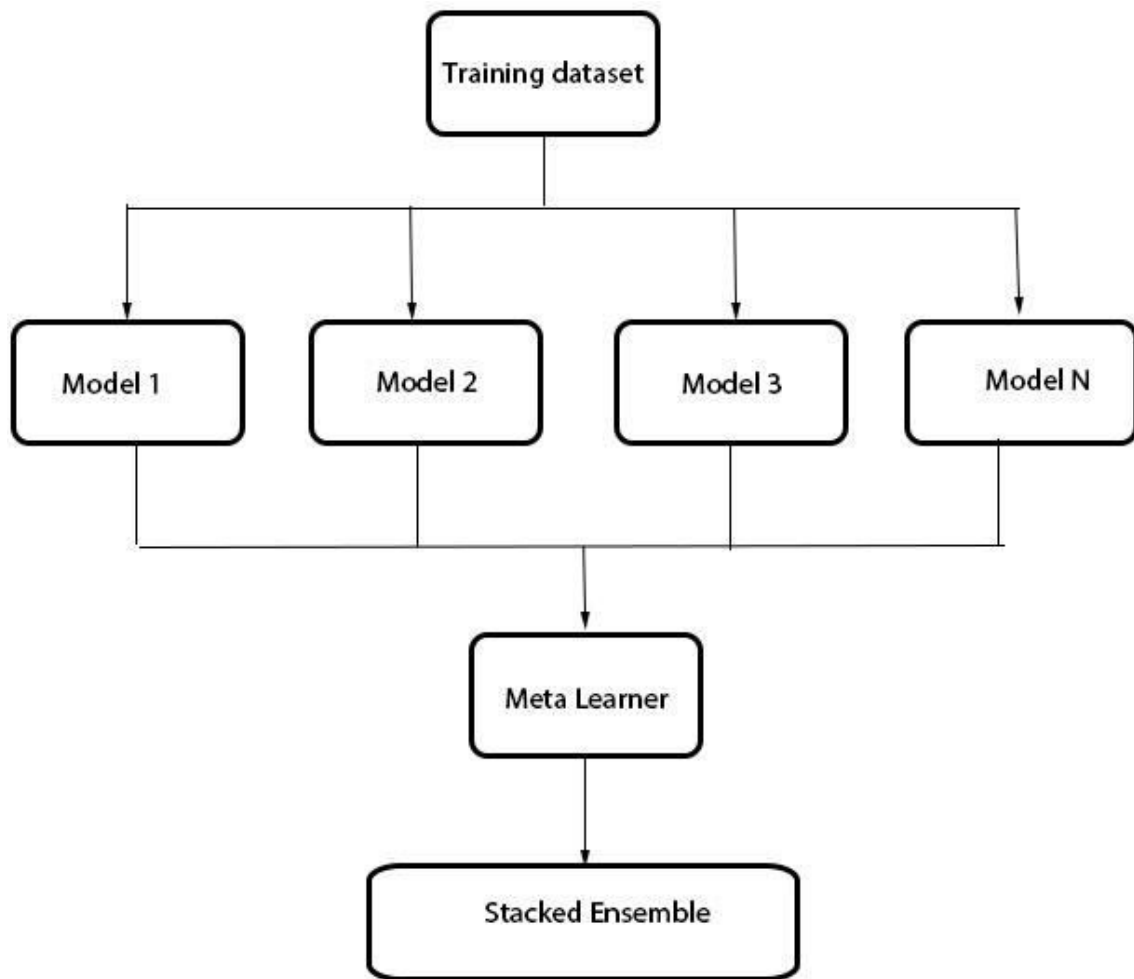 Training dataset
Model 1
Model 2
Model 3
Model N
Meta Learner
Stacked Ensemble